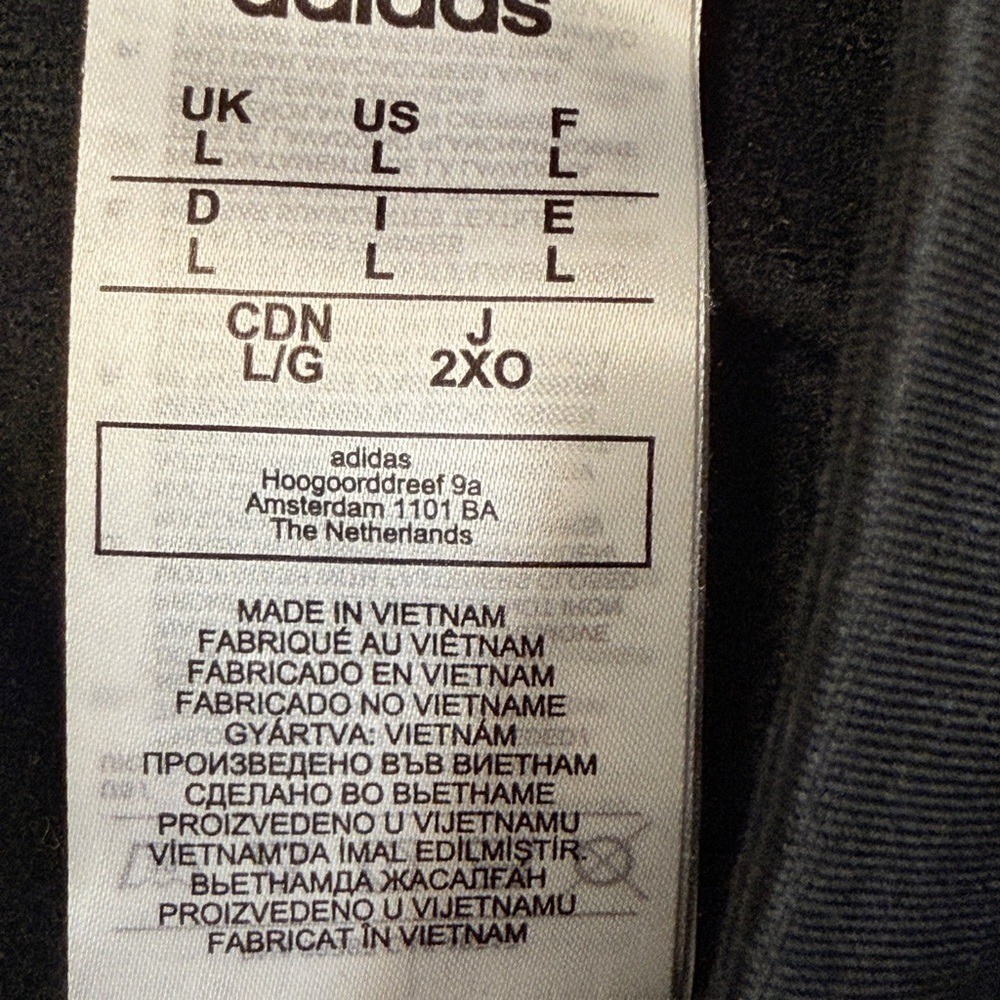 adidas
UK US F
L L L
D I E
L L L
CDN J
L/G 2XO
adidas
Hoogoorddreef 9a
Amsterdam 1101 BA
The Netherlands
MADE IN VIETNAM
FABRIQUÉ AU VIÊTNAM
FABRICADO EN VIETNAM
FABRICADO NO VIETNAME
GYÁRTVA: VIETNÁM
ПРОИЗВЕДЕНО ВЪВ ВИЕТНАМ
СДЕЛАНО ВО ВЬЕТНАМЕ
PROIZVEDENO U VIJETNAMU
VİETNAM'DA İMAL EDİLMİŞTİR.
ВЬЕТНАМДА ЖАСАЛҒАН
PROIZVEDENO U VIJETNAMU
FABRICAT ÎN VIETNAM